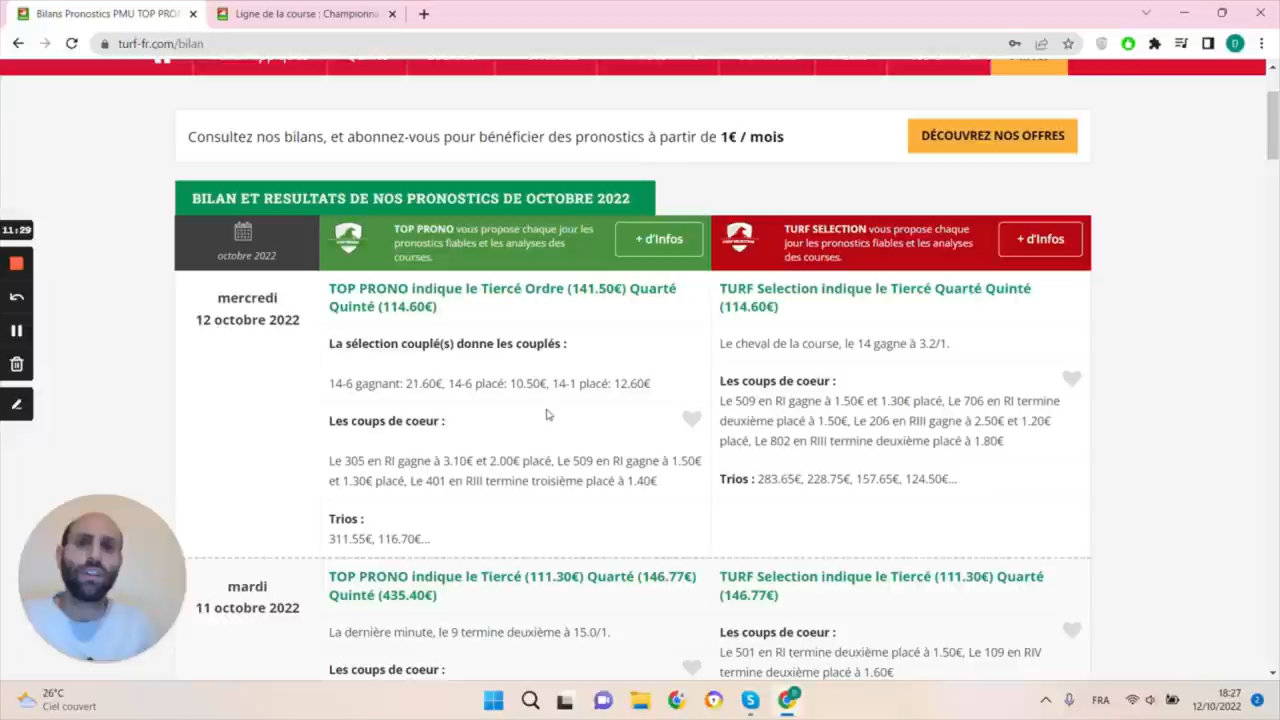 Bilans Pronostics PMU TOP PRO
Ligne de la course : Championna
turf-fr.com/bilan
D
Consultez nos bilans, et abonnez-vous pour bénéficier des pronostics à partir de 1€ / mois
DÉCOUVREZ NOS OFFRES
BILAN ET RESULTATS DE NOS PRONOSTICS DE OCTOBRE 2022
octobre 2022
TOP PRONO vous propose chaque jour les
pronostics fiables et les analyses des
courses.
+ d'Infos
TURF SELECTION vous propose chaque
jour les pronostics fiables et les analyses
des courses.
+ d'Infos
11:29
mercredi
12 octobre 2022
TOP PRONO indique le Tiercé Ordre (141.50€) Quarté
Quinté (114.60€)
La sélection couplé(s) donne les couplés :
14-6 gagnant: 21.60€, 14-6 placé: 10.50€, 14-1 placé: 12.60€
Les coups de coeur :
Le 305 en RI gagne à 3.10€ et 2.00€ placé, Le 509 en RI gagne à 1.50€
et 1.30€ placé, Le 401 en RIII termine troisième placé à 1.40€
Trios :
311.55€, 116.70€...
TURF Selection indique le Tiercé Quarté Quinté
(114.60€)
Le cheval de la course, le 14 gagne à 3.2/1.
Les coups de coeur :
Le 509 en RI gagne à 1.50€ et 1.30€ placé, Le 706 en RI termine
deuxième placé à 1.50€, Le 206 en RIII gagne à 2.50€ et 1.20€
placé, Le 802 en RIII termine deuxième placé à 1.80€
Trios : 283.65€, 228.75€, 157.65€, 124.50€...
mardi
11 octobre 2022
TOP PRONO indique le Tiercé (111.30€) Quarté (146.77€)
Quinté (435.40€)
La dernière minute, le 9 termine deuxième à 15.0/1.
Les coups de coeur :
TURF Selection indique le Tiercé (111.30€) Quarté
(146.77€)
Les coups de coeur :
Le 501 en RI termine deuxième placé à 1.50€, Le 109 en RIV
termine deuxième placé à 1.60€
26°C
Ciel couvert
FRA
18:27
12/10/2022
2